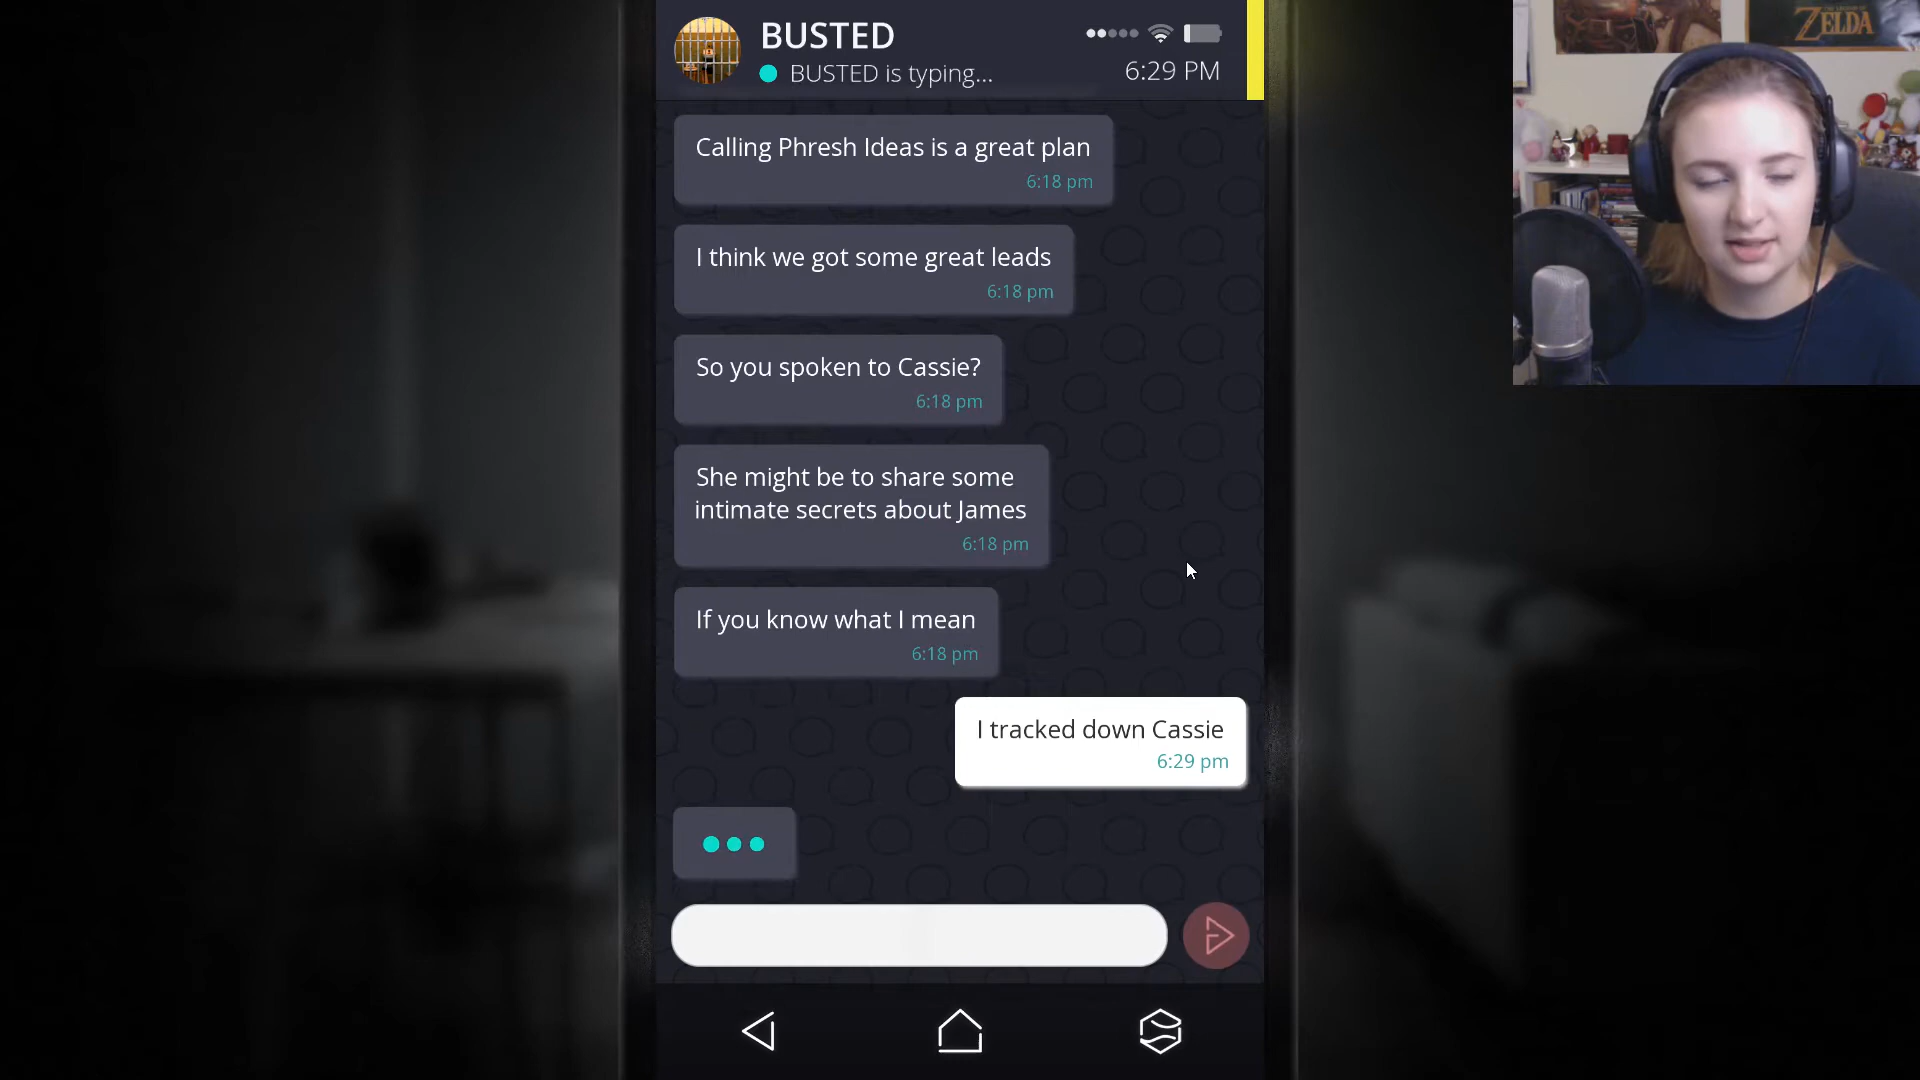 BUSTED
BUSTED is typing...
6:29 PM
Calling Phresh Ideas is a great plan
6:18 pm
I think we got some great leads
6:18 pm
So you spoken to Cassie?
6:18 pm
She might be to share some
intimate secrets about James
6:18 pm
If you know what I mean
6:18 pm
I tracked down Cassie
6:29 pm
ZELDA